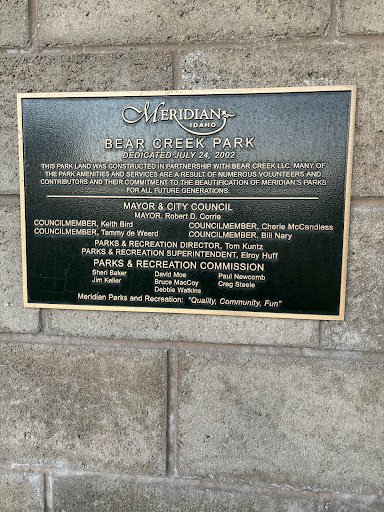 MERIDIAN
IDAHO
BEAR CREEK PARK
DEDICATED JULY 24, 2002
THIS PARK LAND WAS CONSTRUCTED IN PARTNERSHIP WITH BEAR CREEK LLC. MANY OF
THE PARK AMENITIES AND SERVICES ARE A RESULT OF NUMEROUS VOLUNTEERS AND
CONTRIBUTORS AND THEIR COMMITMENT TO THE BEAUTIFICATION OF MERIDIAN'S PARKS
FOR ALL FUTURE GENERATIONS.
MAYOR & CITY COUNCIL
MAYOR, Robert D. Corrie
COUNCILMEMBER, Keith Bird COUNCILMEMBER, Cherie McCandless
COUNCILMEMBER, Tammy de Weerd COUNCILMEMBER, Bill Nary
PARKS & RECREATION DIRECTOR, Tom Kuntz
PARKS & RECREATION SUPERINTENDENT, Elroy Huff
PARKS & RECREATION COMMISSION
Sheri Baker David Moe Paul Newcomb
Jim Keller Bruce MacCoy Creg Steele
Debbie Watkins
Meridian Parks and Recreation: "Quality, Community, Fun"